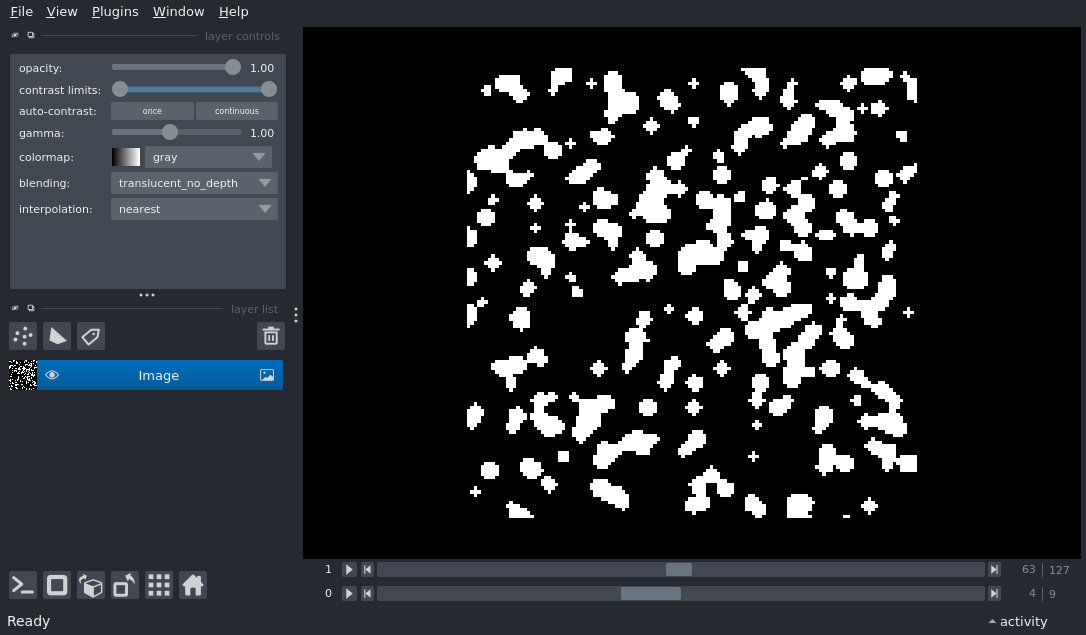 File View Plugins Window Help
layer controls
opacity: 1.00
contrast limits:
auto-contrast: once continuous
gamma: 1.00
colormap: gray
blending: translucent_no_depth
interpolation: nearest
layer list
Image
1 63 127
0 4 9
Ready activity